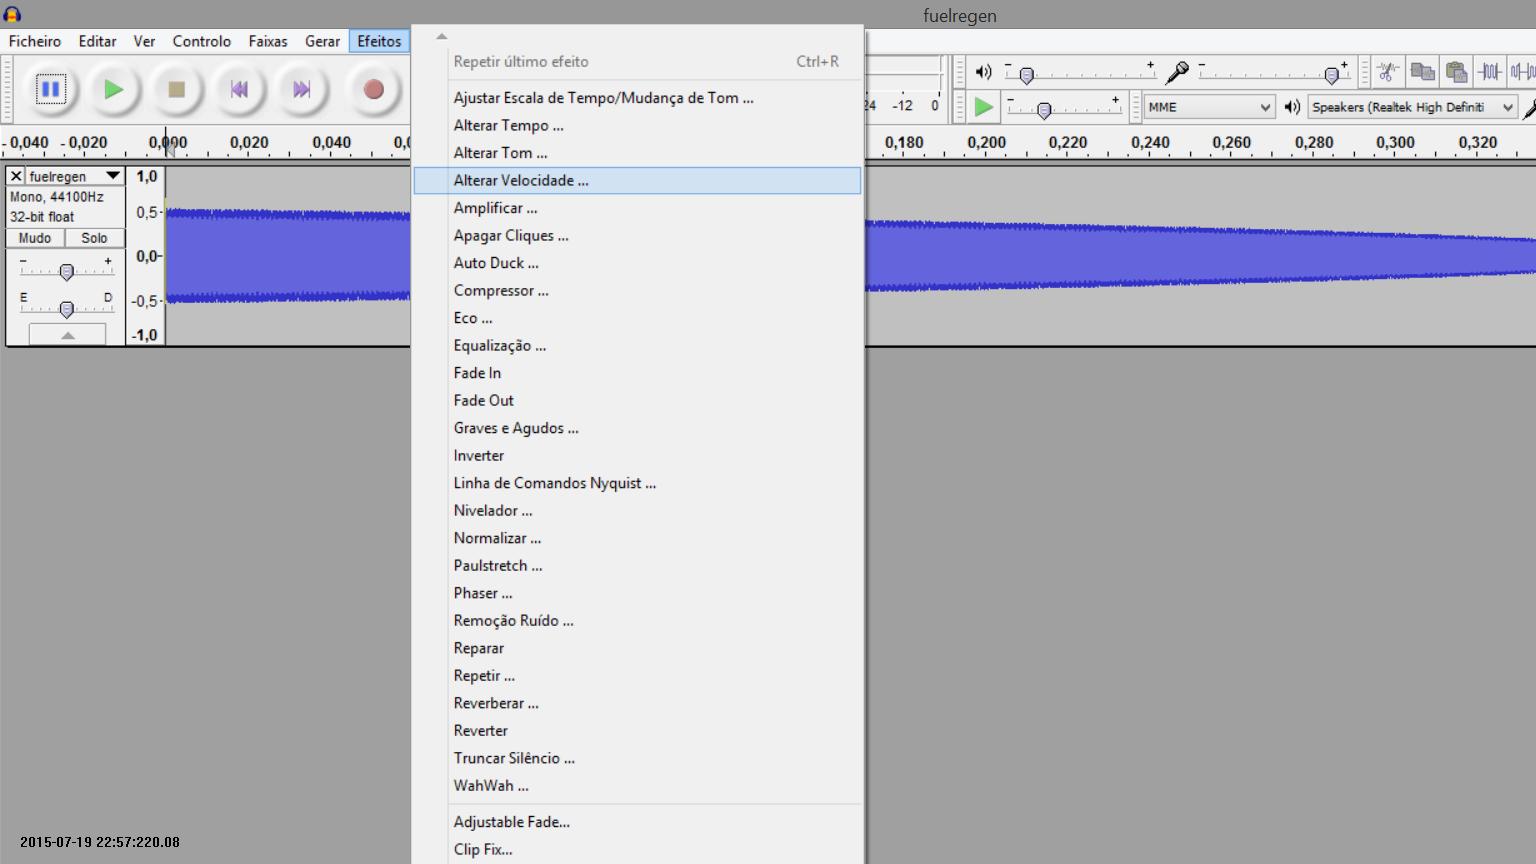 fuelregen
Ficheiro Editar Ver Controlo Faixas Gerar Efeitos
Repetir último efeito Ctrl+R
Ajustar Escala de Tempo/Mudança de Tom ...
Alterar Tempo ...
Alterar Tom ...
Alterar Velocidade ...
Amplificar ...
Apagar Cliques ...
Auto Duck ...
Compressor ...
Eco ...
Equalização ...
Fade In
Fade Out
Graves e Agudos ...
Inverter
Linha de Comandos Nyquist ...
Nivelador ...
Normalizar ...
Paulstretch ...
Phaser ...
Remoção Ruído ...
Reparar
Repetir ...
Reverberar ...
Reverter
Truncar Silêncio ...
WahWah ...
Adjustable Fade...
Clip Fix...
24 -12 0
MME
Speakers (Realtek High Definiti
-0,040 -0,020 0,000 0,020 0,040 0,0
0,180 0,200 0,220 0,240 0,260 0,280 0,300 0,320
fuelregen
Mono, 44100Hz
32-bit float
Mudo Solo
- +
E D
1,0
0,5-
0,0-
-0,5-
-1,0
2015-07-19 22:57:220.08